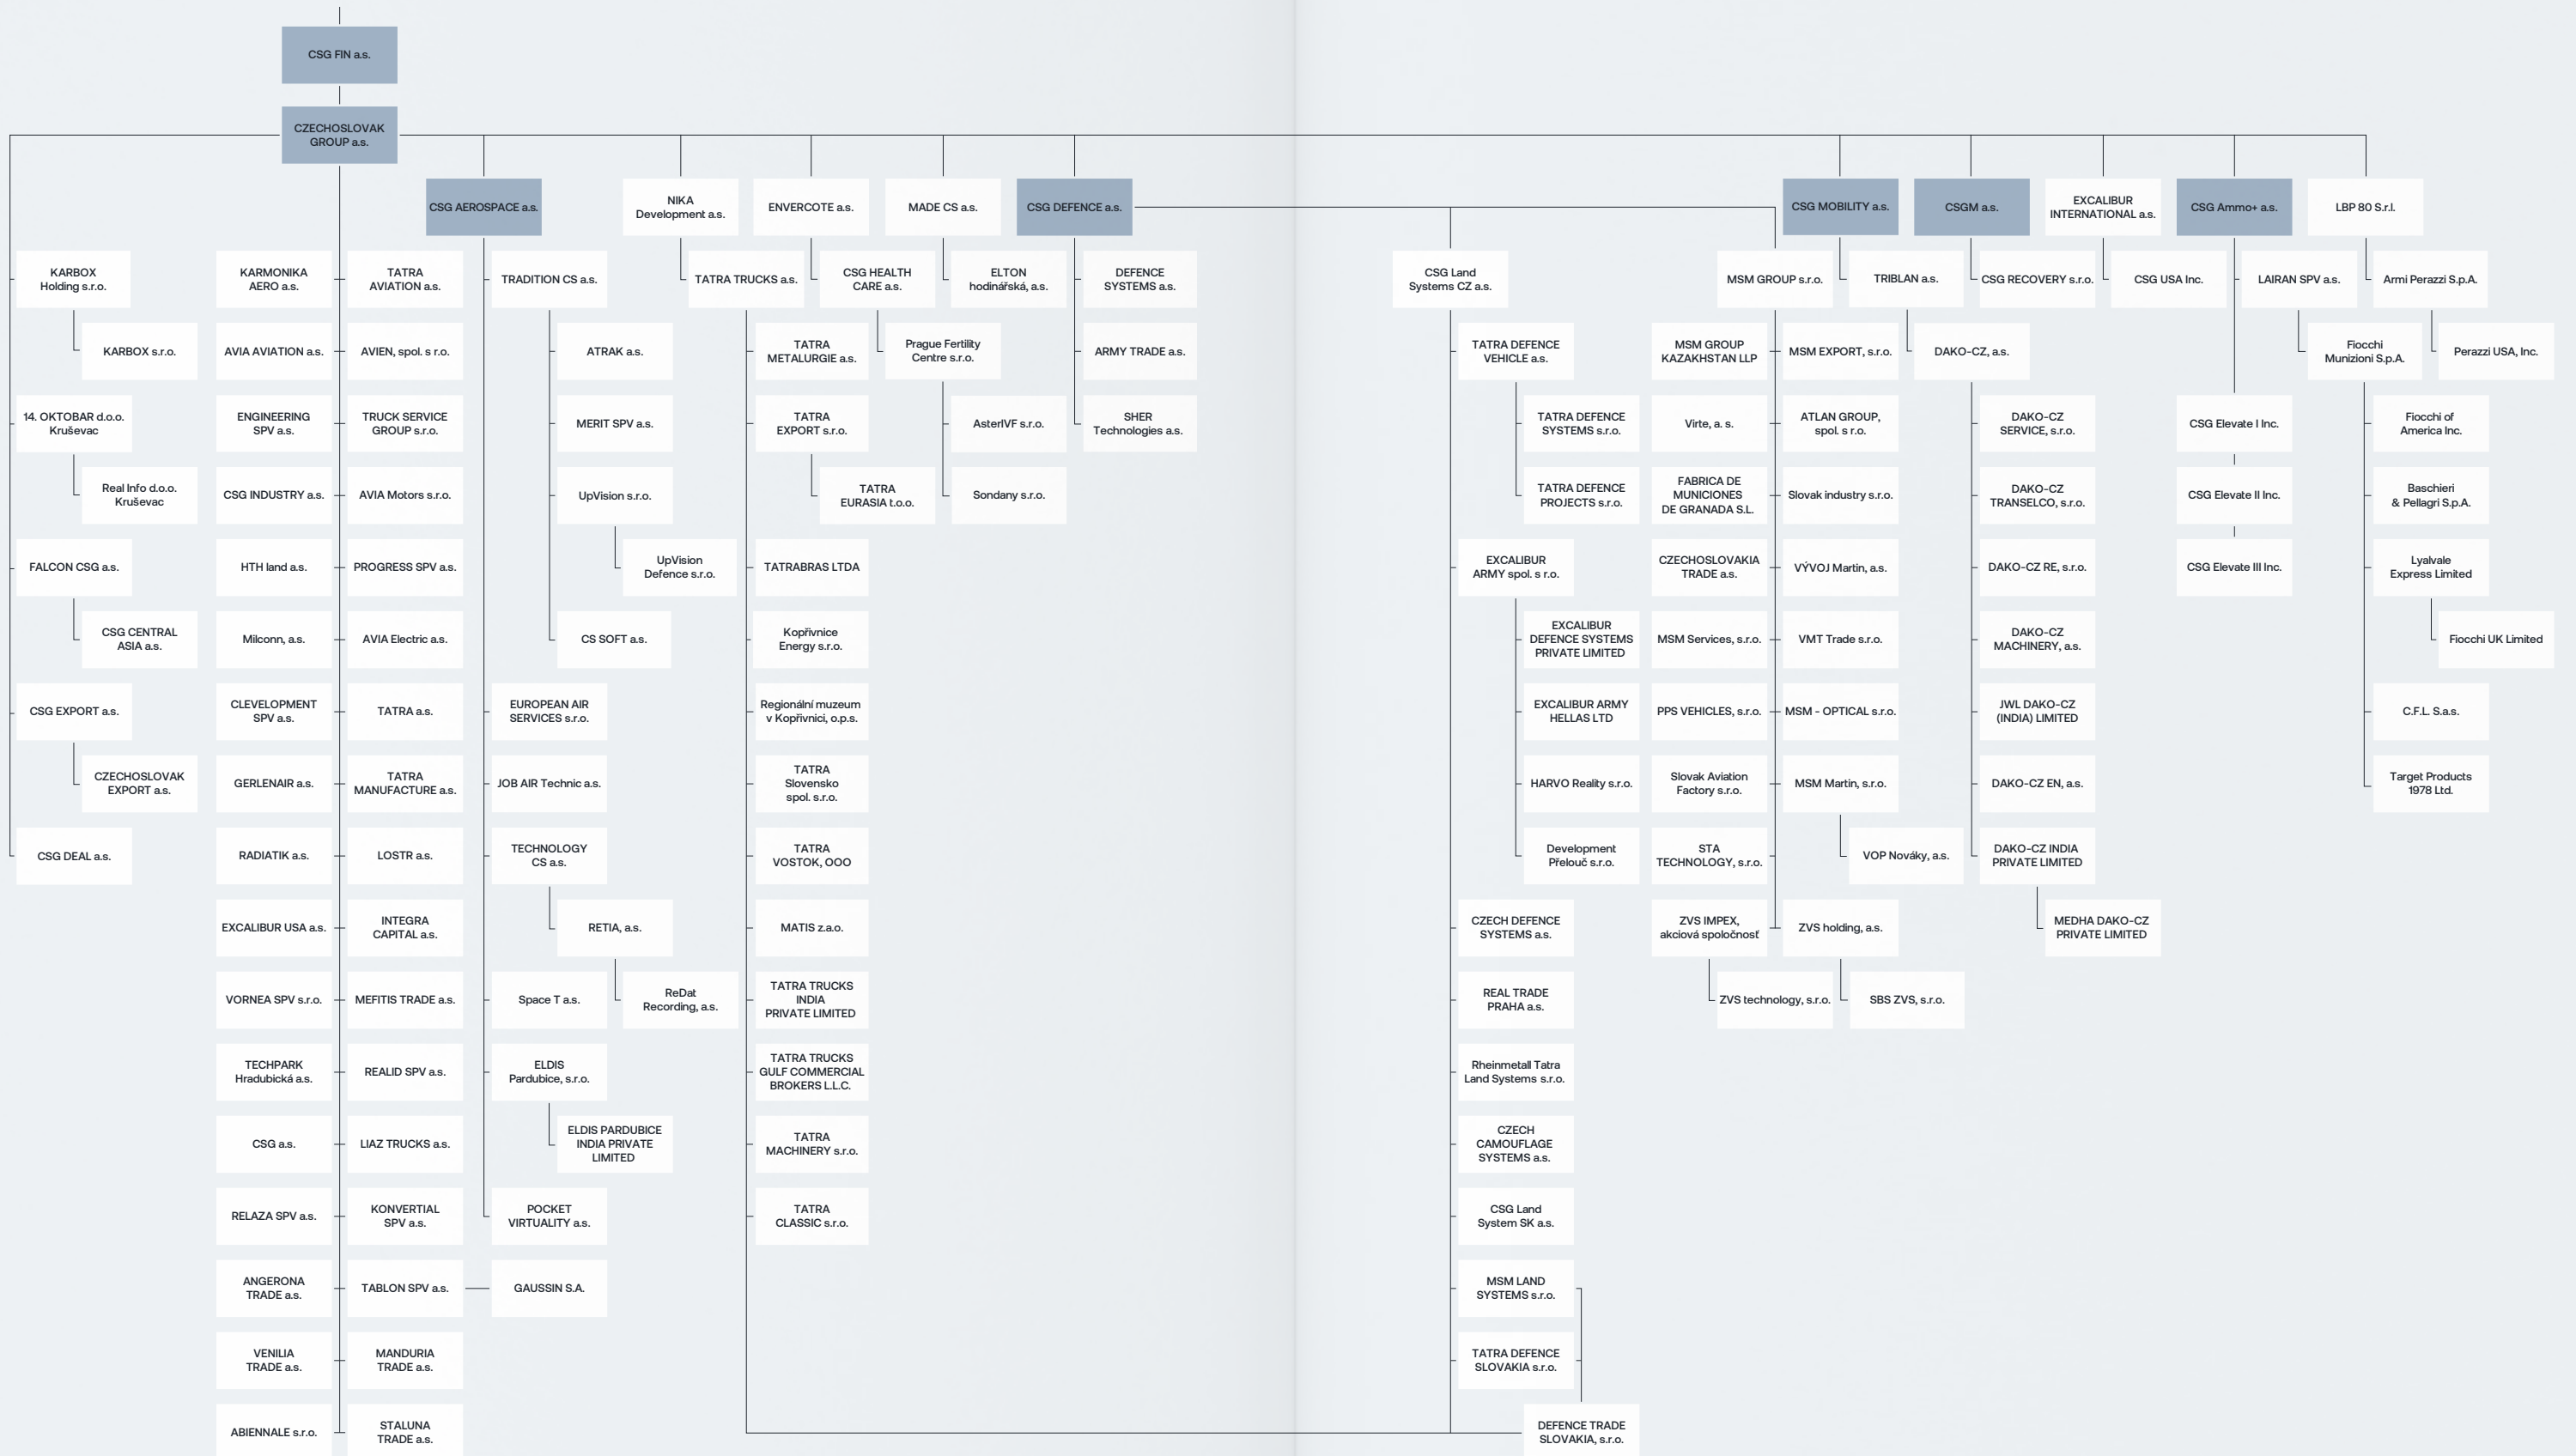 CSG FIN a.s.
CZECHOSLOVAK
GROUP a.s.
CSG AEROSPACE a.s.
NIKA
Development a.s.
ENVERCOTE a.s.
MADE CS a.s.
CSG DEFENCE a.s.
CSG MOBILITY a.s.
CSGM a.s.
EXCALIBUR
INTERNATIONAL a.s.
CSG Ammo+ a.s.
LBP 80 S.r.l.
KARBOX
Holding s.r.o.
KARBOX s.r.o.
14. OKTOBAR d.o.o.
Kruševac
Real Info d.o.o.
Kruševac
FALCON CSG a.s.
CSG CENTRAL
ASIA a.s.
CSG EXPORT a.s.
CZECHOSLOVAK
EXPORT a.s.
CSG DEAL a.s.
KARMONIKA
AERO a.s.
AVIA AVIATION a.s.
ENGINEERING
SPV a.s.
CSG INDUSTRY a.s.
HTH land a.s.
Milconn, a.s.
CLEVELOPMENT
SPV a.s.
GERLENAIR a.s.
RADIATIK a.s.
EXCALIBUR USA a.s.
VORNEA SPV s.r.o.
TECHPARK
Hradubická a.s.
CSG a.s.
RELAZA SPV a.s.
ANGERONA
TRADE a.s.
VENILIA
TRADE a.s.
ABIENNALE s.r.o.
TATRA
AVIATION a.s.
AVIEN, spol. s r.o.
TRUCK SERVICE
GROUP s.r.o.
AVIA Motors s.r.o.
PROGRESS SPV a.s.
AVIA Electric a.s.
TATRA a.s.
TATRA
MANUFACTURE a.s.
LOSTR a.s.
INTEGRA
CAPITAL a.s.
MEFITIS TRADE a.s.
REALID SPV a.s.
LIAZ TRUCKS a.s.
KONVERTIAL
SPV a.s.
TABLON SPV a.s.
GAUSSIN S.A.
MANDURIA
TRADE a.s.
STALUNA
TRADE a.s.
TRADITION CS a.s.
ATRAK a.s.
MERIT SPV a.s.
UpVision s.r.o.
UpVision
Defence s.r.o.
CS SOFT a.s.
EUROPEAN AIR
SERVICES s.r.o.
JOB AIR Technic a.s.
TECHNOLOGY
CS a.s.
RETIA, a.s.
ReDat
Recording, a.s.
Space T a.s.
ELDIS
Pardubice, s.r.o.
ELDIS PARDUBICE
INDIA PRIVATE
LIMITED
POCKET
VIRTUALITY a.s.
TATRA TRUCKS a.s.
TATRA
METALURGIE a.s.
TATRA
EXPORT s.r.o.
TATRA
EURASIA t.o.o.
TATRABRAS LTDA
Kopřivnice
Energy s.r.o.
Regionální muzeum
v Kopřivnici, o.p.s.
TATRA
Slovensko
spol. s.r.o.
TATRA
VOSTOK, OOO
MATIS z.a.o.
TATRA TRUCKS
INDIA
PRIVATE LIMITED
TATRA TRUCKS
GULF COMMERCIAL
BROKERS L.L.C.
TATRA
MACHINERY s.r.o.
TATRA
CLASSIC s.r.o.
CSG HEALTH
CARE a.s.
Prague Fertility
Centre s.r.o.
AsterIVF s.r.o.
Sondany s.r.o.
ELTON
hodinářská, a.s.
DEFENCE
SYSTEMS a.s.
ARMY TRADE a.s.
SHER
Technologies a.s.
CSG Land
Systems CZ a.s.
TATRA DEFENCE
VEHICLE a.s.
TATRA DEFENCE
SYSTEMS s.r.o.
TATRA DEFENCE
PROJECTS s.r.o.
EXCALIBUR
ARMY spol. s r.o.
EXCALIBUR
DEFENCE SYSTEMS
PRIVATE LIMITED
EXCALIBUR ARMY
HELLAS LTD
HARVO Reality s.r.o.
Development
Přelouč s.r.o.
CZECH DEFENCE
SYSTEMS a.s.
REAL TRADE
PRAHA a.s.
Rheinmetall Tatra
Land Systems s.r.o.
CZECH
CAMOUFLAGE
SYSTEMS a.s.
CSG Land
System SK a.s.
MSM LAND
SYSTEMS s.r.o.
TATRA DEFENCE
SLOVAKIA s.r.o.
DEFENCE TRADE
SLOVAKIA, s.r.o.
MSM GROUP s.r.o.
MSM GROUP
KAZAKHSTAN LLP
Virte, a. s.
FABRICA DE
MUNICIONES
DE GRANADA S.L.
CZECHOSLOVAKIA
TRADE a.s.
MSM Services, s.r.o.
PPS VEHICLES, s.r.o.
Slovak Aviation
Factory s.r.o.
STA
TECHNOLOGY, s.r.o.
ZVS IMPEX,
akciová spoločnosť
ZVS technology, s.r.o.
MSM EXPORT, s.r.o.
ATLAN GROUP,
spol. s r.o.
Slovak industry s.r.o.
VÝVOJ Martin, a.s.
VMT Trade s.r.o.
MSM - OPTICAL s.r.o.
MSM Martin, s.r.o.
VOP Nováky, a.s.
ZVS holding, a.s.
SBS ZVS, s.r.o.
TRIBLAN a.s.
DAKO-CZ, a.s.
DAKO-CZ
SERVICE, s.r.o.
DAKO-CZ
TRANSELCO, s.r.o.
DAKO-CZ RE, s.r.o.
DAKO-CZ
MACHINERY, a.s.
JWL DAKO-CZ
(INDIA) LIMITED
DAKO-CZ EN, a.s.
DAKO-CZ INDIA
PRIVATE LIMITED
MEDHA DAKO-CZ
PRIVATE LIMITED
CSG RECOVERY s.r.o.
CSG USA Inc.
LAIRAN SPV a.s.
CSG Elevate I Inc.
CSG Elevate II Inc.
CSG Elevate III Inc.
Fiocchi
Munizioni S.p.A.
Fiocchi of
America Inc.
Baschieri
& Pellagri S.p.A.
Lyalvale
Express Limited
Fiocchi UK Limited
C.F.L. S.a.s.
Target Products
1978 Ltd.
Armi Perazzi S.p.A.
Perazzi USA, Inc.